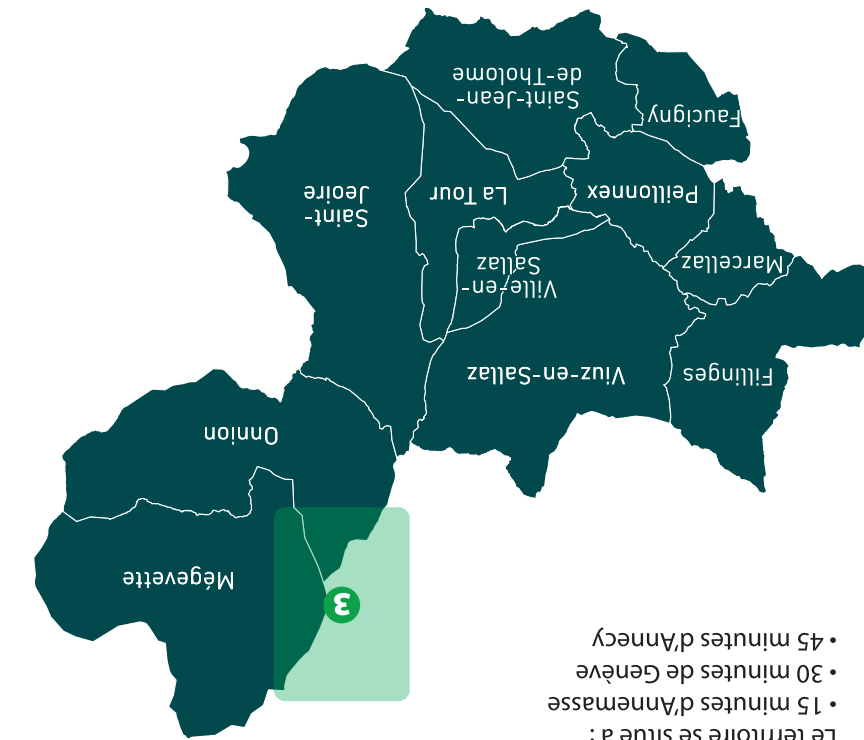 Le territoire se situe à :
• 15 minutes d'Annemasse
• 30 minutes de Genève
• 45 minutes d'Annecy
3
Mégevette
Onnion
Fillinges
Viuz-en-Sallaz
Ville-en-
Sallaz
Marcellaz
Saint-
Jeoire
La Tour
Peillonnex
Faucigny
Saint-Jean-
de-Tholome